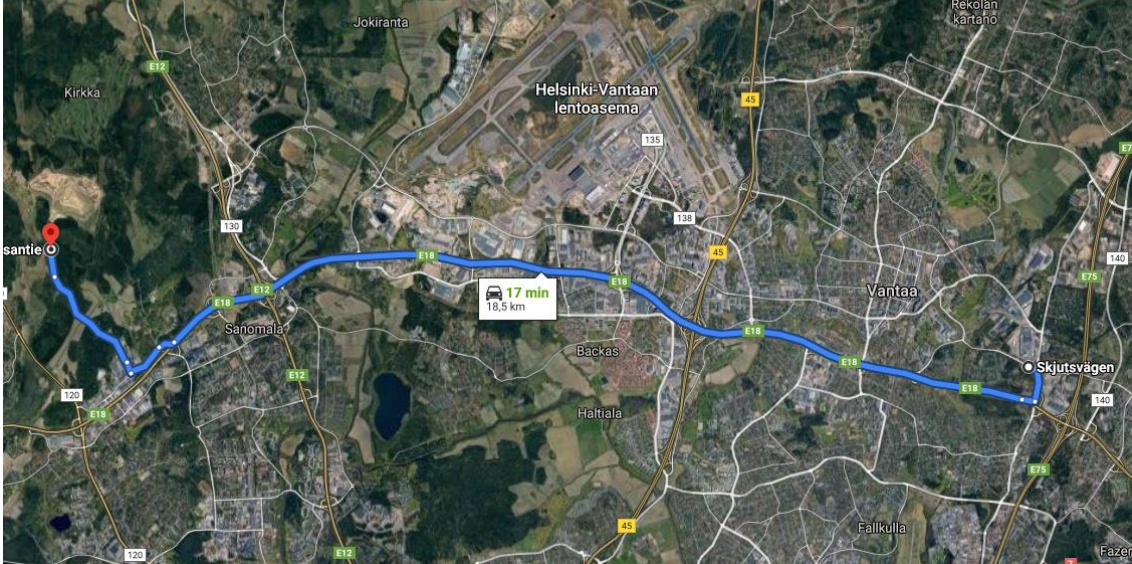 Rekolan
kartano
Jokiranta
E12
Kirkka
Helsinki-Vantaan
lentoasema
45
135
E7
138
130
santie
45
140
E18
E75
E18
E12
17 min
18,5 km
Vantaa
E18
Sanomala
E18
Backas
E18
Skjutsvägen
E12
E18
120
140
E18
Haltiala
E75
45
Fallkulla
120
E12
Fazer
7